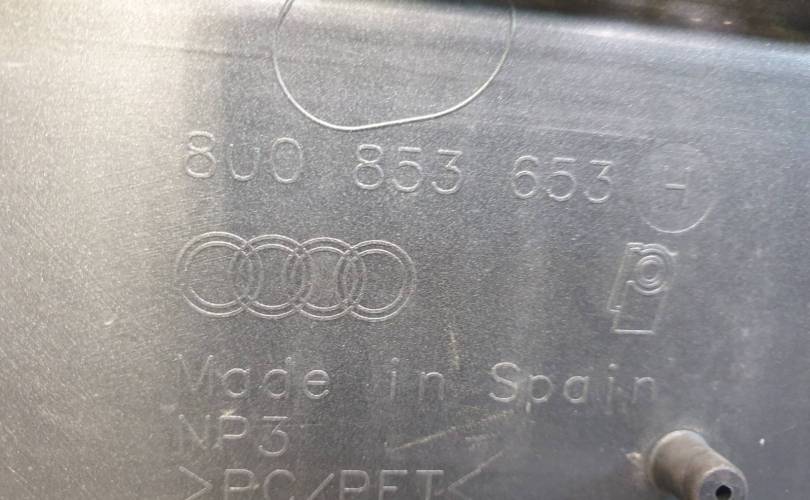 8U0 853 653 H
Made in Spain
NP3
>PC/PET<